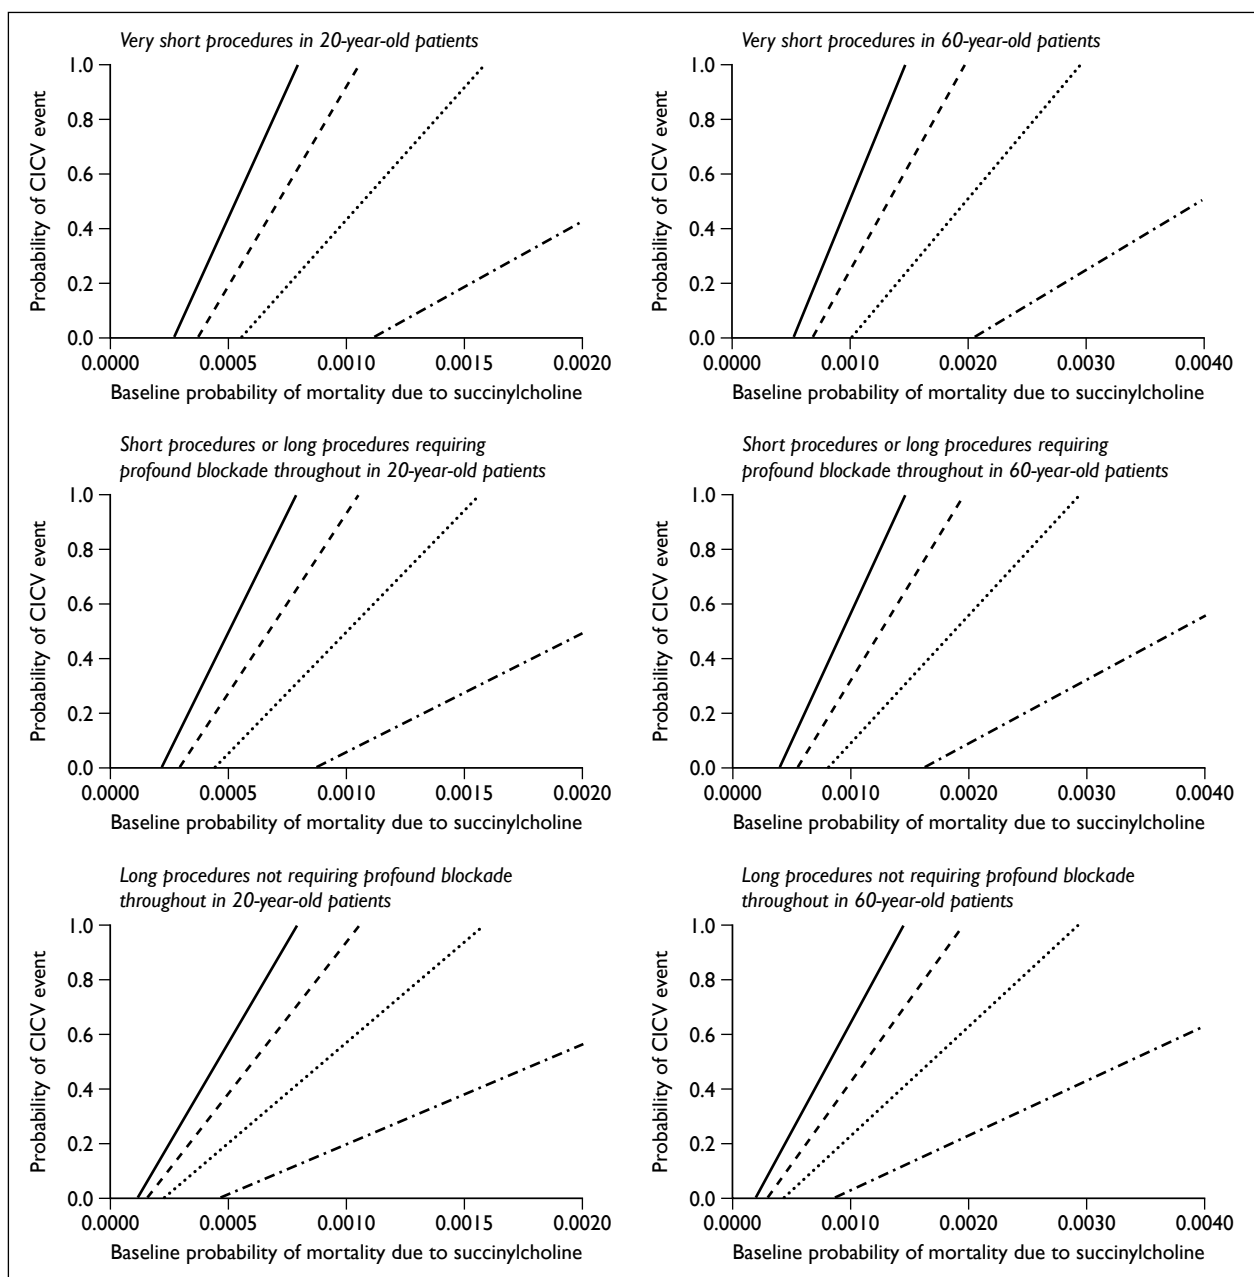 Very short procedures in 20-year-old patients
1.0
0.8
0.6
0.4
0.2
0.0
Probability of CICV event
0.0000 0.0005 0.0010 0.0015 0.0020
Baseline probability of mortality due to succinylcholine
Very short procedures in 60-year-old patients
1.0
0.8
0.6
0.4
0.2
0.0
Probability of CICV event
0.0000 0.0010 0.0020 0.0030 0.0040
Baseline probability of mortality due to succinylcholine
Short procedures or long procedures requiring
profound blockade throughout in 20-year-old patients
1.0
0.8
0.6
0.4
0.2
0.0
Probability of CICV event
0.0000 0.0005 0.0010 0.0015 0.0020
Baseline probability of mortality due to succinylcholine
Short procedures or long procedures requiring
profound blockade throughout in 60-year-old patients
1.0
0.8
0.6
0.4
0.2
0.0
Probability of CICV event
0.0000 0.0010 0.0020 0.0030 0.0040
Baseline probability of mortality due to succinylcholine
Long procedures not requiring profound blockade
throughout in 20-year-old patients
1.0
0.8
0.6
0.4
0.2
0.0
Probability of CICV event
0.0000 0.0005 0.0010 0.0015 0.0020
Baseline probability of mortality due to succinylcholine
Long procedures not requiring profound blockade
throughout in 60-year-old patients
1.0
0.8
0.6
0.4
0.2
0.0
Probability of CICV event
0.0000 0.0010 0.0020 0.0030 0.0040
Baseline probability of mortality due to succinylcholine